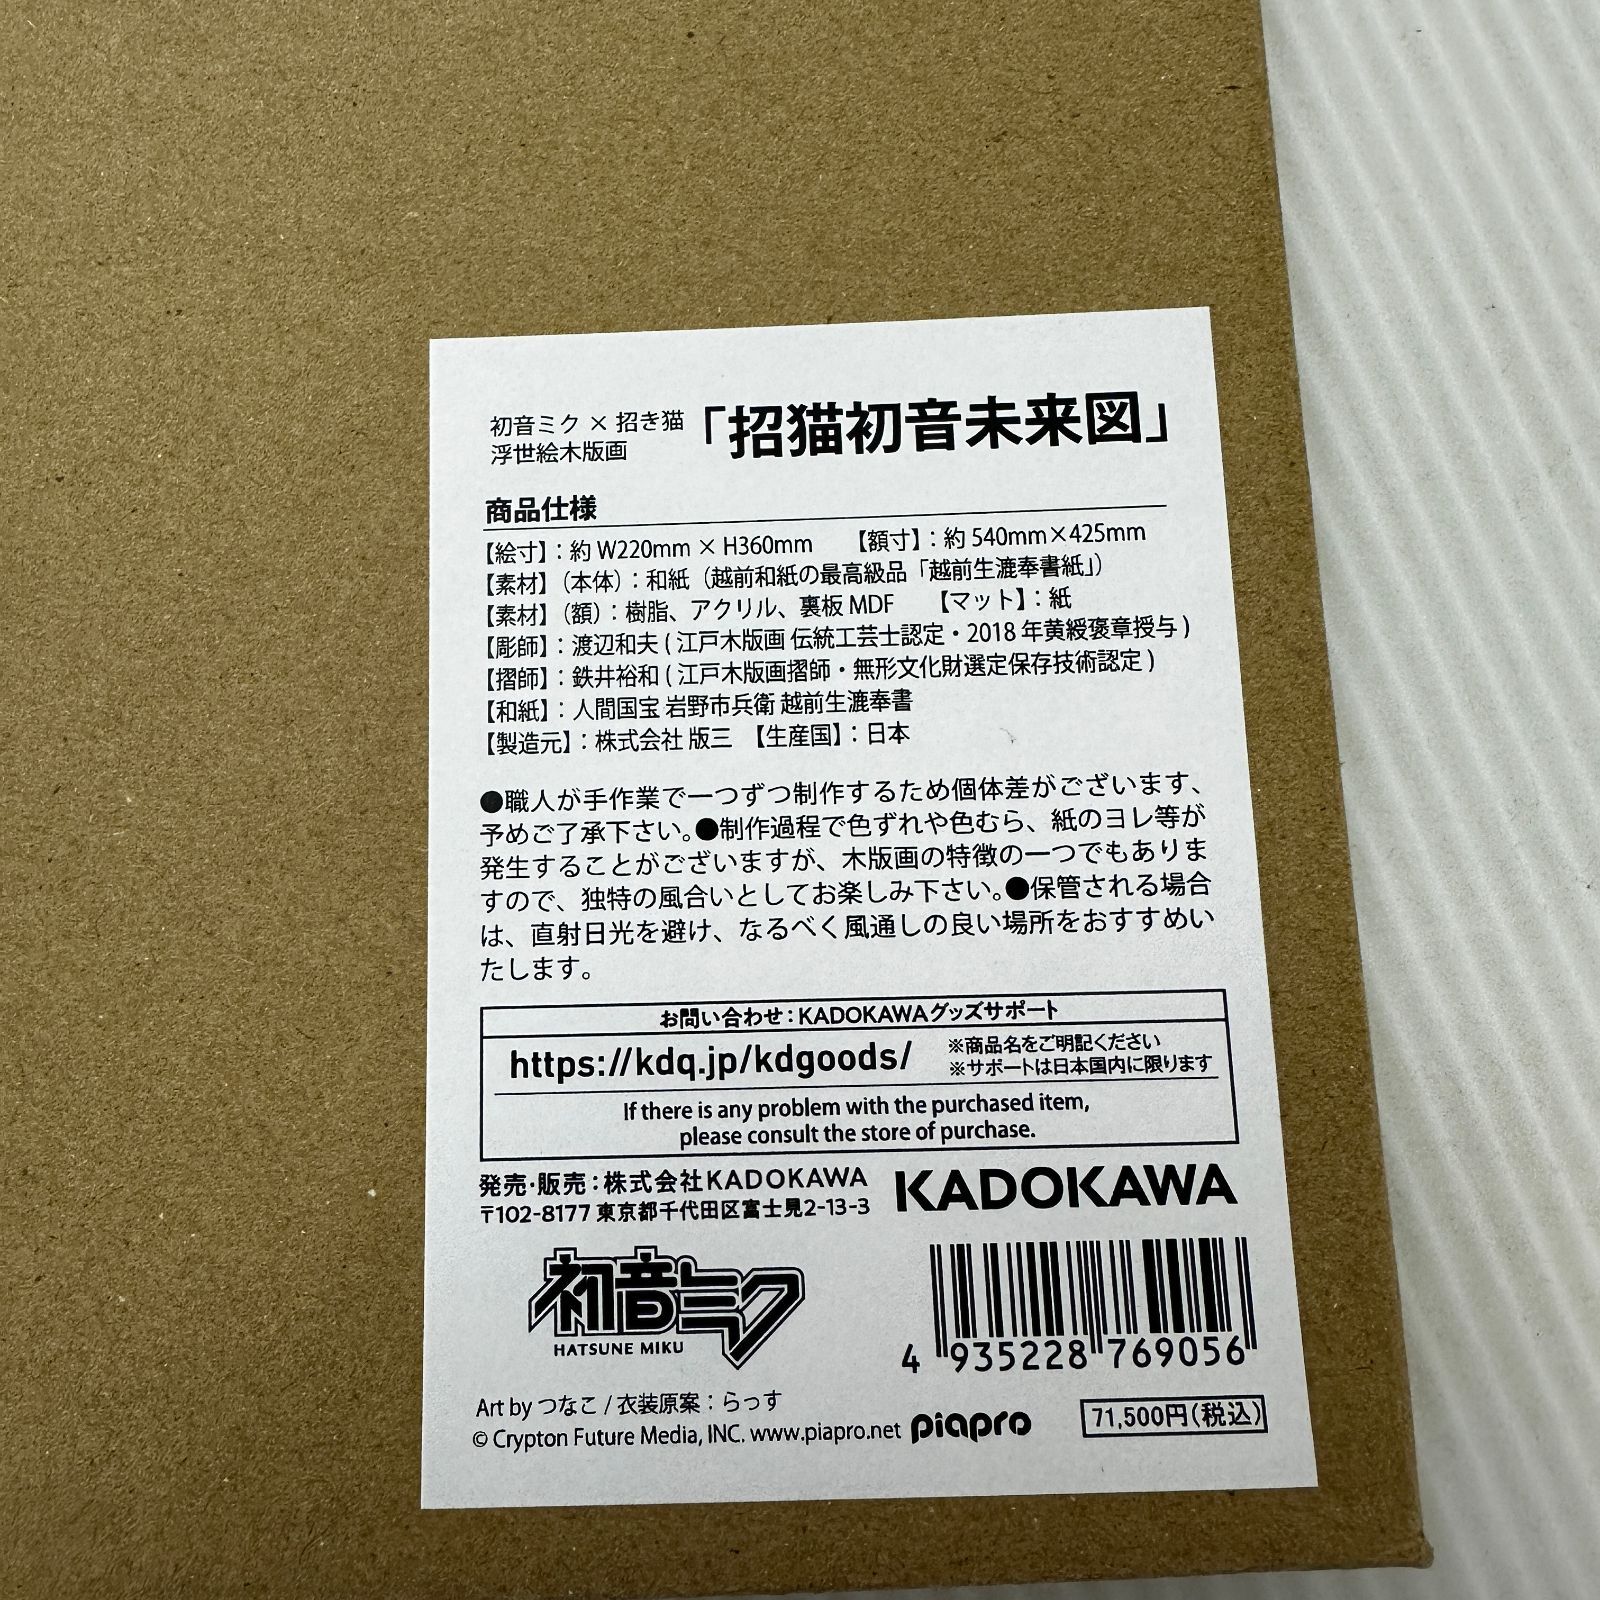 初音ミク × 招き猫
浮世絵木版画
「招猫初音未来図」
商品仕様
【絵寸】：約 W220mm × H360mm 【額寸】：約 540mm×425mm
【素材】（本体）：和紙（越前和紙の最高級品「越前生漉奉書紙」）
【素材】（額）：樹脂、アクリル、裏板 MDF 【マット】：紙
【彫師】：渡辺和夫 ( 江戸木版画 伝統工芸士認定・2018 年黄綬褒章授与 )
【摺師】：鉄井裕和 ( 江戸木版画摺師・無形文化財選定保存技術認定 )
【和紙】：人間国宝 岩野市兵衛 越前生漉奉書
【製造元】：株式会社 版三 【生産国】：日本
●職人が手作業で一つずつ制作するため個体差がございます、
予めご了承下さい。●制作過程で色ずれや色むら、紙のヨレ等が
発生することがございますが、木版画の特徴の一つでもありま
すので、独特の風合いとしてお楽しみ下さい。●保管される場合
は、直射日光を避け、なるべく風通しの良い場所をおすすめい
たします。
お問い合わせ：KADOKAWAグッズサポート
https://kdq.jp/kdgoods/
※商品名をご明記ください
※サポートは日本国内に限ります
If there is any problem with the purchased item,
please consult the store of purchase.
発売・販売：株式会社KADOKAWA
〒102-8177 東京都千代田区富士見2-13-3
KADOKAWA
初音ミク
HATSUNE MIKU
4 935228 769056
Art by つなこ / 衣装原案：らっす
© Crypton Future Media, INC. www.piapro.net piapro
71,500円(税込)